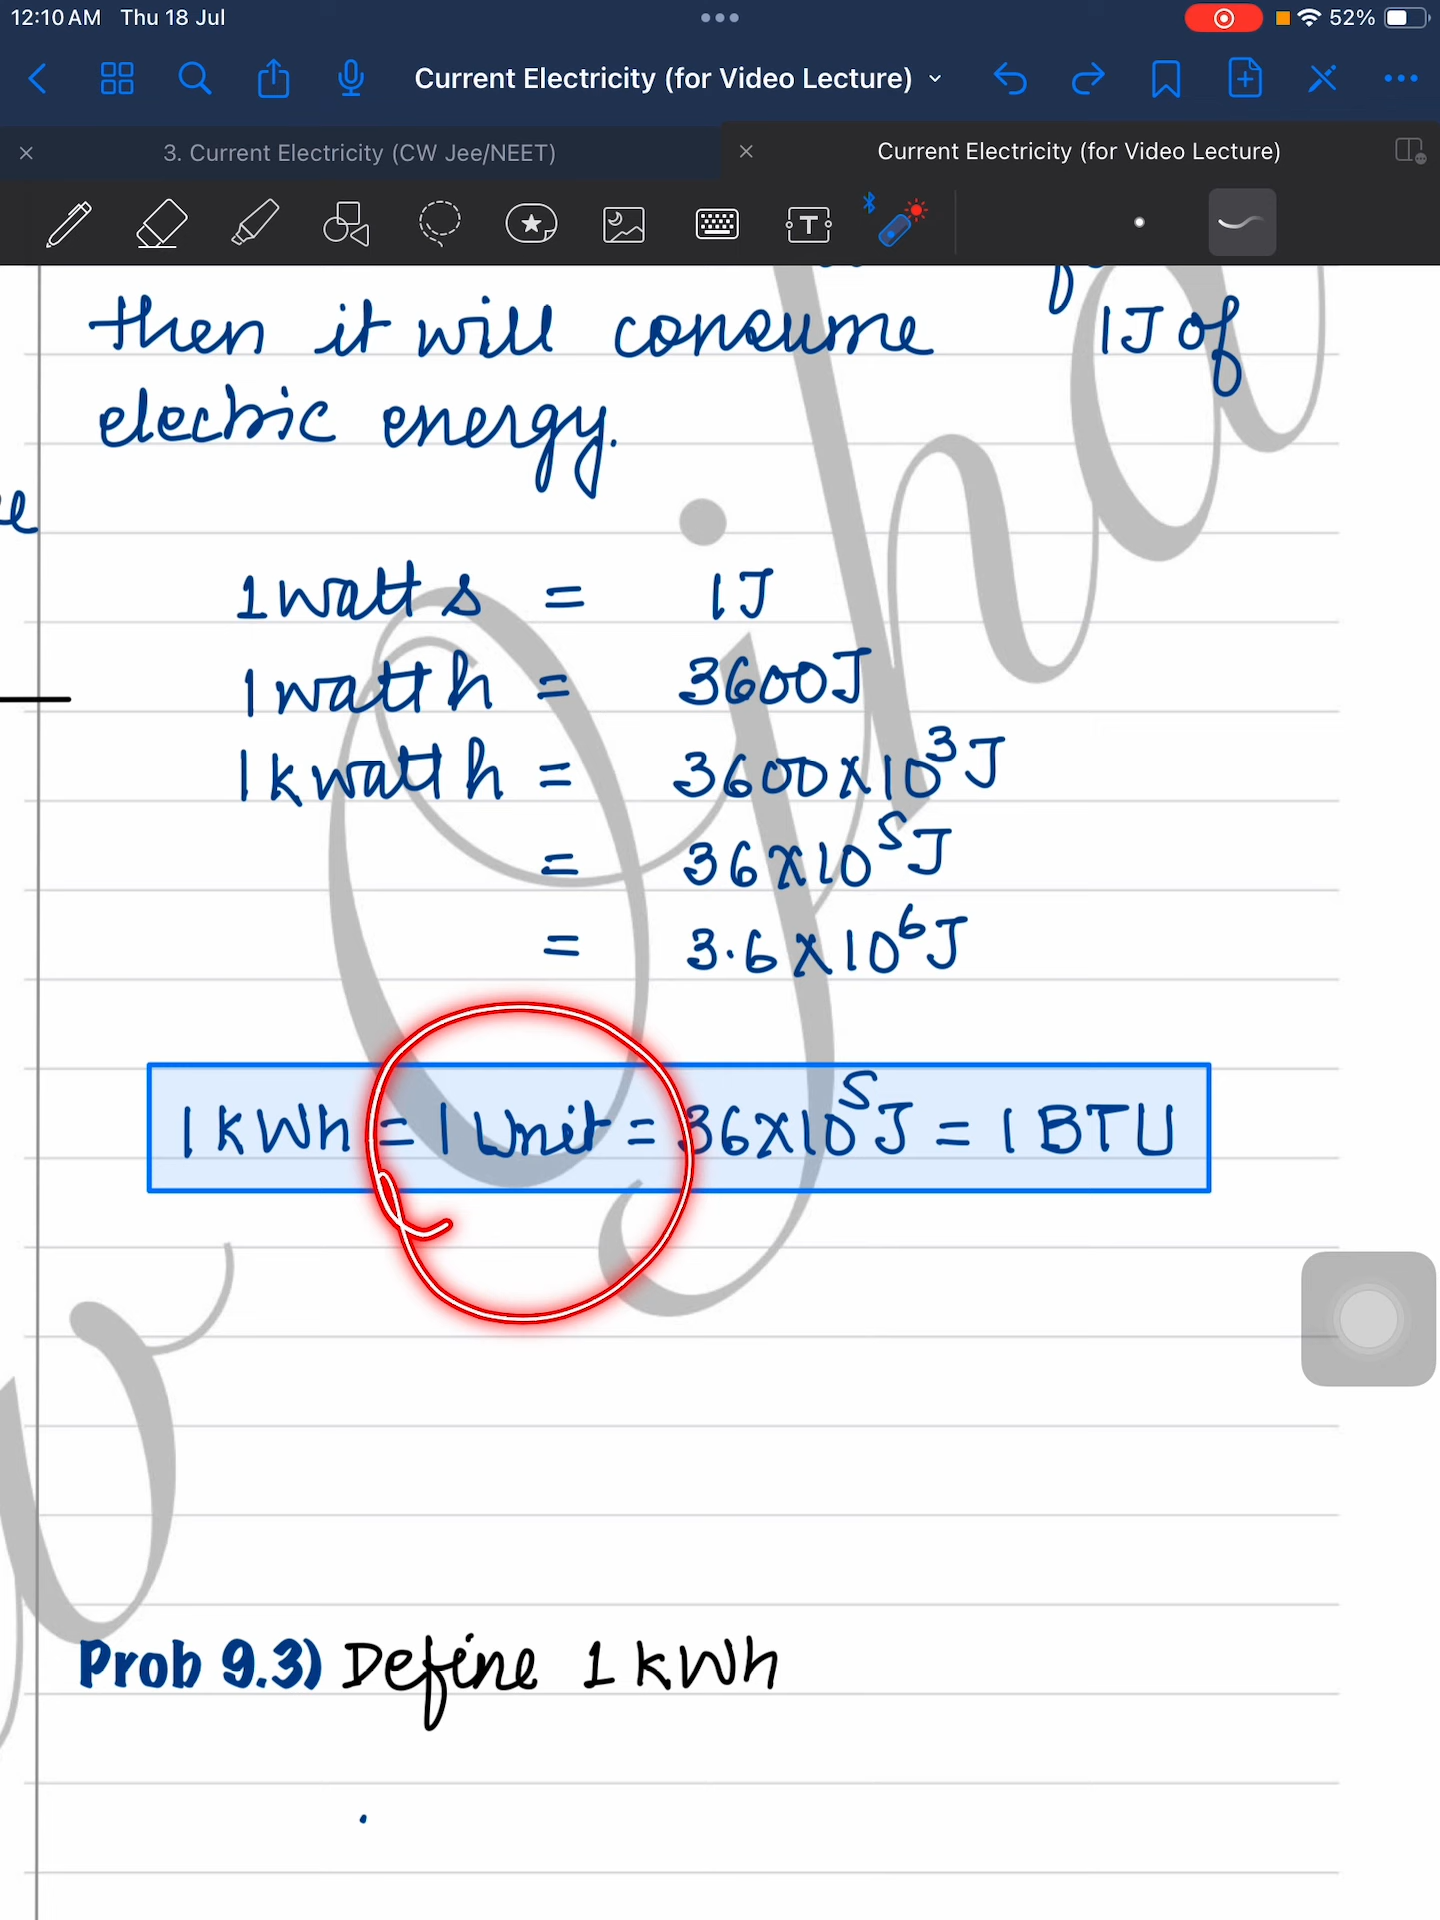 12:10 AM Thu 18 Jul
52%
Current Electricity (for Video Lecture)
3. Current Electricity (CW Jee/NEET)
Current Electricity (for Video Lecture)
then it will consume 1J of
electric energy.
1 watt s = 1J
1 watt h = 3600J
1 kwatt h = 3600×10³J
= 36×10⁵J
= 3.6×10⁶J
1 kWh = 1 Unit = 36×10⁵J = 1 BTU
Prob 9.3) Define 1 kWh
Ojha